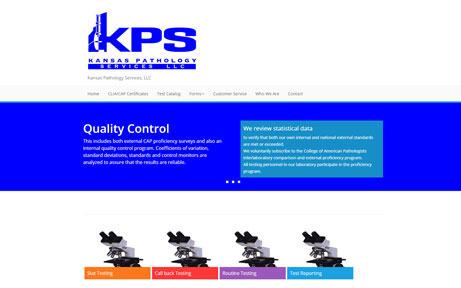 KPS
KANSAS PATHOLOGY
SERVICES LLC
Kansas Pathology Services, LLC
Home CLIA/CAP Certificates Test Catalog Forms Customer Service Who We Are Contact
Quality Control
This includes both external CAP proficiency surveys and an
internal quality control program. Coefficients of variation,
standard deviations, standards and control monitors are
analyzed to assure that the results are reliable.
We review statistical data
to verify that both our own internal and national external standards
are met or exceeded.
We voluntarily subscribe to the College of American Pathologists
interlaboratory comparison and external proficiency program.
All testing personnel in our laboratory participate in the proficiency
program.
Stat Testing
Call back Testing
Routine Testing
Test Reporting